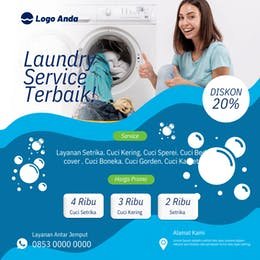 Logo Anda
Laundry
Service
Terbaik!
DISKON
20%
Service
Layanan Setrika, Cuci Kering, Cuci Sperei, Cuci
cover , Cuci Boneka, Cuci Gorden, Cuci
Harga Promo
4 Ribu
Cuci Setrika
3 Ribu
Cuci Kering
2 Ribu
Setrika
Layanan Antar Jemput
0853 0000 0000
Alamat Kami